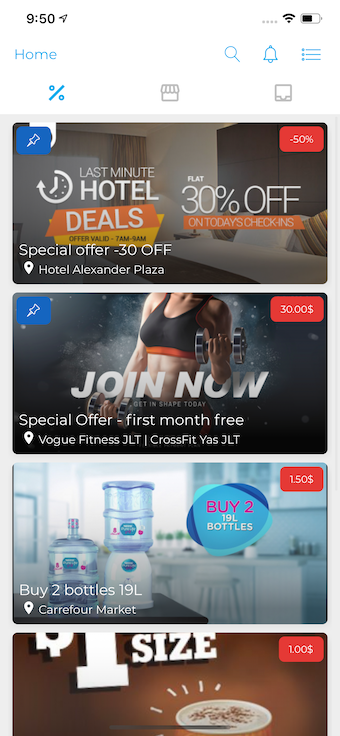 9:50
Home
-50%
LAST MINUTE
HOTEL
DEALS
OFFER VALID - 7AM-9AM
FLAT
30% OFF
ON TODAY'S CHECK-INS
Special offer -30 OFF
Hotel Alexander Plaza
30.00$
JOIN NOW
GET IN SHAPE TODAY
Special Offer - first month free
Vogue Fitness JLT | CrossFit Yas JLT
1.50$
BUY 2
19L
BOTTLES
Buy 2 bottles 19L
Carrefour Market
1.00$
$1
SIZE